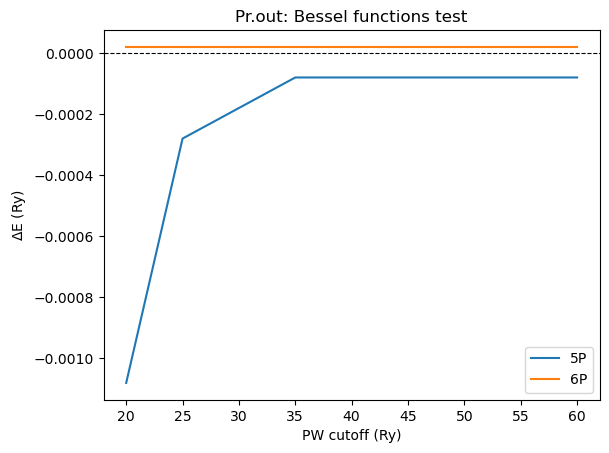 Pr.out: Bessel functions test
0.0000
−0.0002
−0.0004
−0.0006
−0.0008
−0.0010
ΔE (Ry)
5P
6P
20 25 30 35 40 45 50 55 60
PW cutoff (Ry)